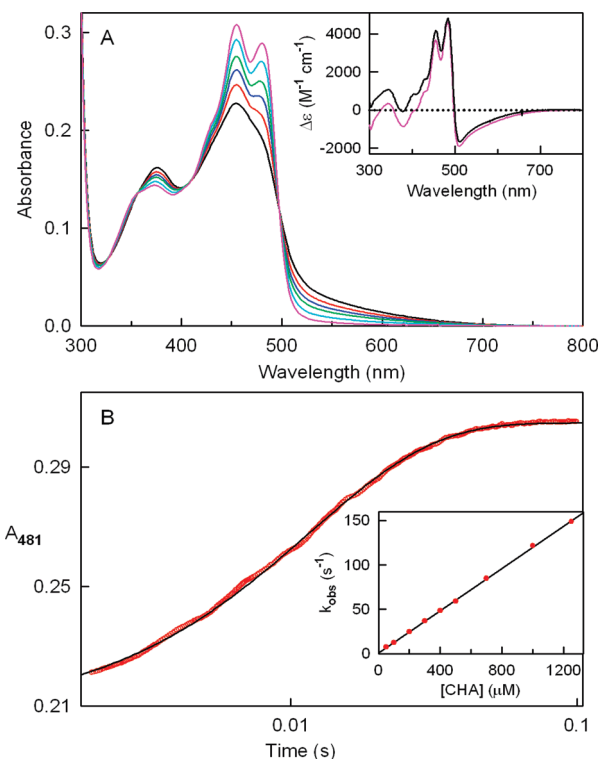 A
0.3
0.2
0.1
0.0
Absorbance
300 400 500 600 700 800
Wavelength (nm)
4000
2000
0
-2000
Δε (M⁻¹ cm⁻¹)
300 500 700
Wavelength (nm)
B
0.29
0.25
0.21
A481
0.01 0.1
Time (s)
150
100
50
0
kobs (s⁻¹)
0 400 800 1200
[CHA] (μM)